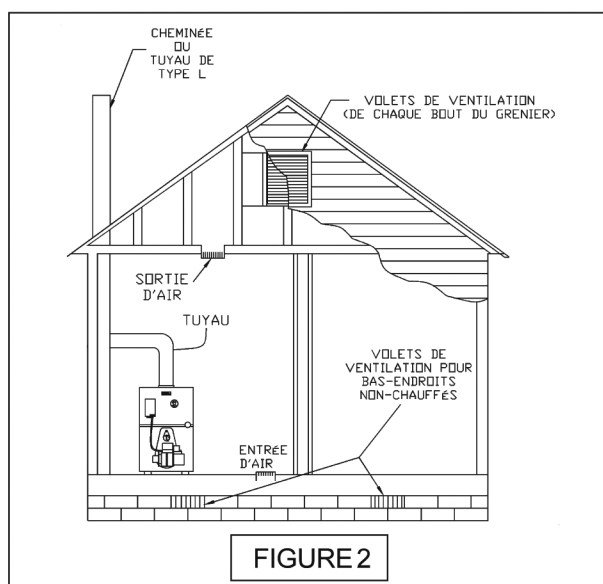 CHEMINÉE
OU
TUYAU DE
TYPE L
VOLETS DE VENTILATION
(DE CHAQUE BOUT DU GRENIER)
SORTIE
D'AIR
TUYAU
VOLETS DE
VENTILATION POUR
BAS-ENDROITS
NON-CHAUFFÉS
ENTRÉE
D'AIR
FIGURE 2